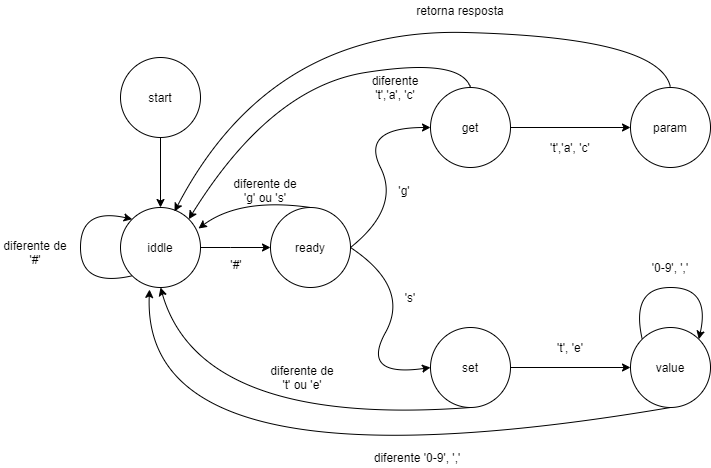 retorna resposta
start
diferente
't','a', 'c'
get
't','a', 'c'
param
diferente de
'g' ou 's'
'g'
diferente de
'#'
iddle
'#'
ready
's'
'0-9', ','
't', 'e'
set
value
diferente de
't' ou 'e'
diferente '0-9', ','